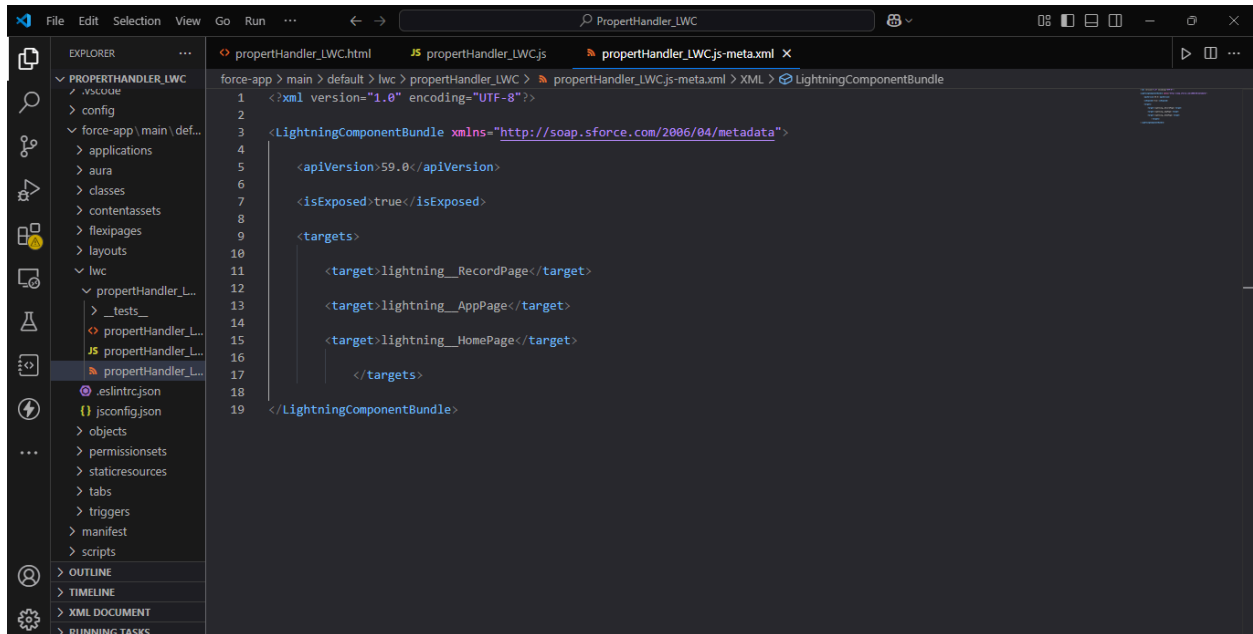 File Edit Selection View Go Run ··· PropertHandler_LWC
EXPLORER ···
PROPERTHANDLER_LWC
.vscode
config
force-app\main\def...
applications
aura
classes
contentassets
flexipages
layouts
lwc
propertHandler_L...
__tests__
<> propertHandler_L...
JS propertHandler_L...
propertHandler_L...
.eslintrc.json
{} jsconfig.json
objects
permissionsets
staticresources
tabs
triggers
manifest
scripts
OUTLINE
TIMELINE
XML DOCUMENT
RUNNING TASKS
<> propertHandler_LWC.html JS propertHandler_LWC.js propertHandler_LWC.js-meta.xml
force-app > main > default > lwc > propertHandler_LWC > propertHandler_LWC.js-meta.xml > XML > LightningComponentBundle
1 <?xml version="1.0" encoding="UTF-8"?>
2
3 <LightningComponentBundle xmlns="http://soap.sforce.com/2006/04/metadata">
4
5 <apiVersion>59.0</apiVersion>
6
7 <isExposed>true</isExposed>
8
9 <targets>
10
11 <target>lightning__RecordPage</target>
12
13 <target>lightning__AppPage</target>
14
15 <target>lightning__HomePage</target>
16
17 </targets>
18
19 </LightningComponentBundle>